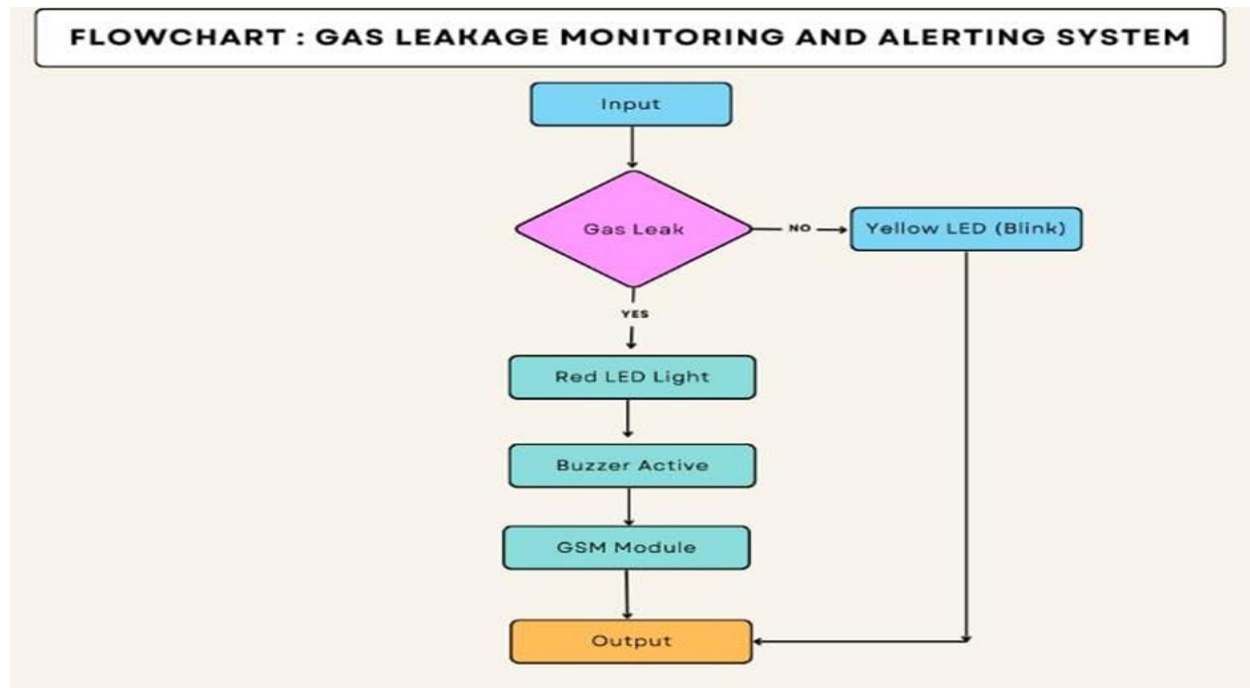 FLOWCHART : GAS LEAKAGE MONITORING AND ALERTING SYSTEM
Input
Gas Leak
NO
Yellow LED (Blink)
YES
Red LED Light
Buzzer Active
GSM Module
Output